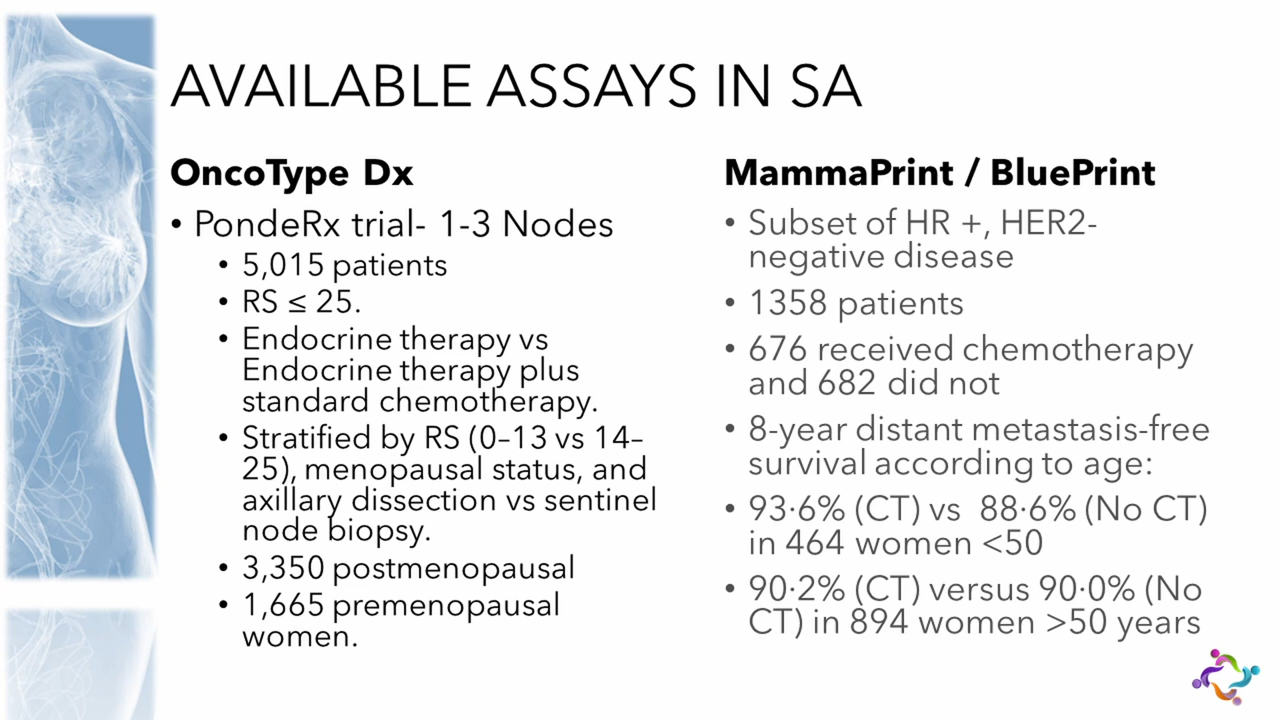 AVAILABLE ASSAYS IN SA
OncoType Dx
• PondeRx trial- 1-3 Nodes
• 5,015 patients
• RS ≤ 25.
• Endocrine therapy vs
Endocrine therapy plus
standard chemotherapy.
• Stratified by RS (0–13 vs 14–
25), menopausal status, and
axillary dissection vs sentinel
node biopsy.
• 3,350 postmenopausal
• 1,665 premenopausal
women.
MammaPrint / BluePrint
• Subset of HR +, HER2-
negative disease
• 1358 patients
• 676 received chemotherapy
and 682 did not
• 8-year distant metastasis-free
survival according to age:
• 93·6% (CT) vs  88·6% (No CT)
in 464 women <50
• 90·2% (CT) versus 90·0% (No
CT) in 894 women >50 years